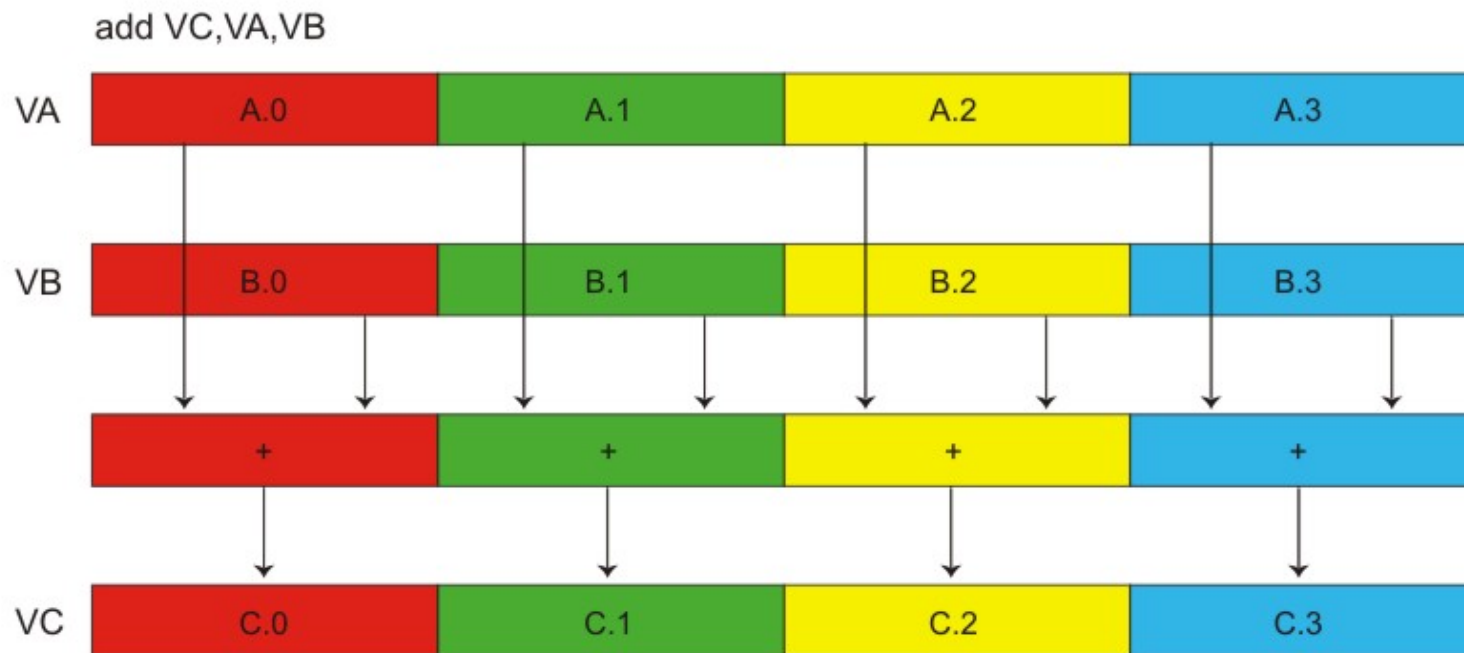 add VC,VA,VB
VA A.0 A.1 A.2 A.3
VB B.0 B.1 B.2 B.3
+ + + +
VC C.0 C.1 C.2 C.3